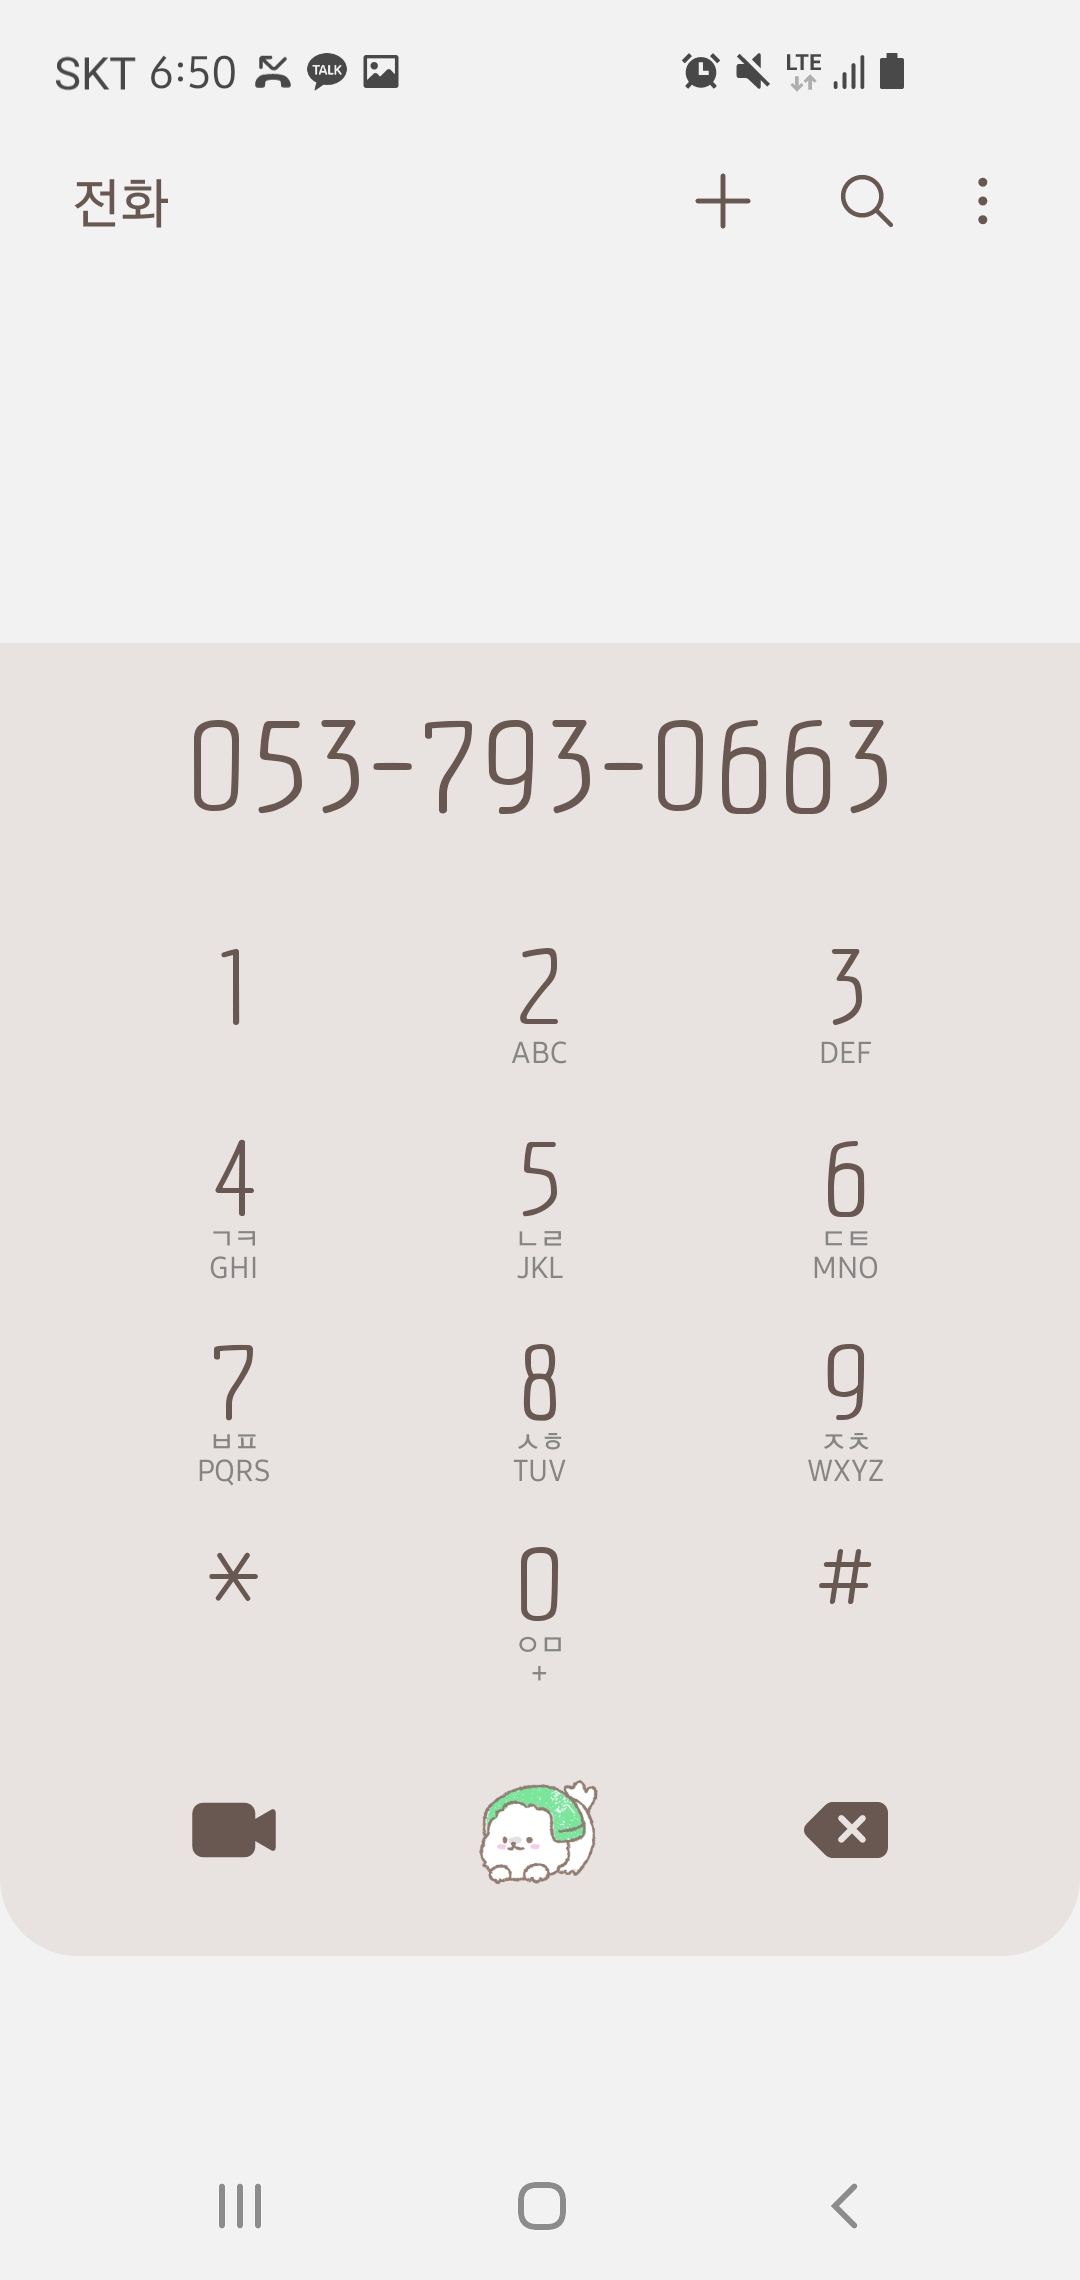 SKT 6:50 TALK LTE
전화
053-793-0663
1 2 3
ABC DEF
4 5 6
ㄱㅋ ㄴㄹ ㄷㅌ
GHI JKL MNO
7 8 9
ㅂㅍ ㅅㅎ ㅈㅊ
PQRS TUV WXYZ
* 0 #
ㅇㅁ
+